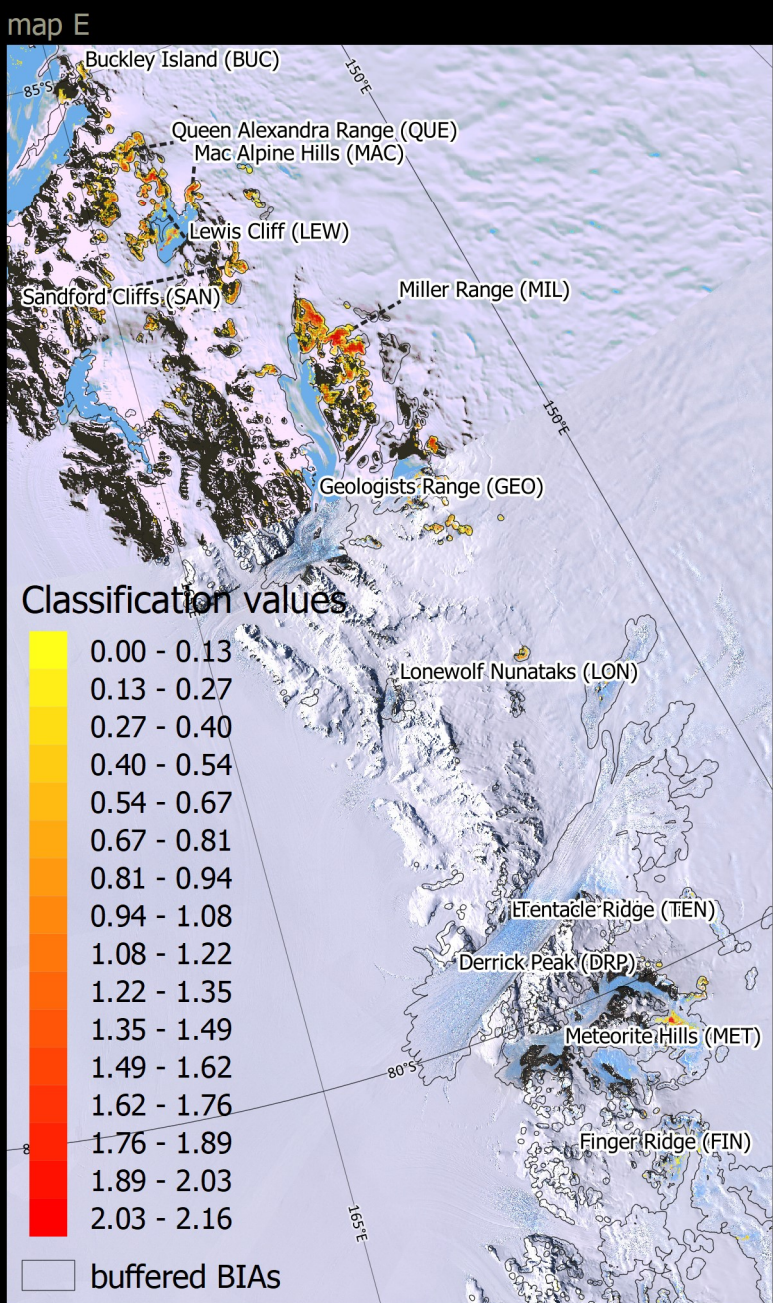 map E
Buckley Island (BUC)
150°E
85°S
Queen Alexandra Range (QUE)
Mac Alpine Hills (MAC)
Lewis Cliff (LEW)
Sandford Cliffs (SAN)
Miller Range (MIL)
150°E
Geologists Range (GEO)
Classification values
0.00 - 0.13
0.13 - 0.27
0.27 - 0.40
0.40 - 0.54
0.54 - 0.67
0.67 - 0.81
0.81 - 0.94
0.94 - 1.08
1.08 - 1.22
1.22 - 1.35
1.35 - 1.49
1.49 - 1.62
1.62 - 1.76
1.76 - 1.89
1.89 - 2.03
2.03 - 2.16
buffered BIAs
Lonewolf Nunataks (LON)
Tentacle Ridge (TEN)
Derrick Peak (DRP)
Meteorite Hills (MET)
80°S
Finger Ridge (FIN)
165°E
8